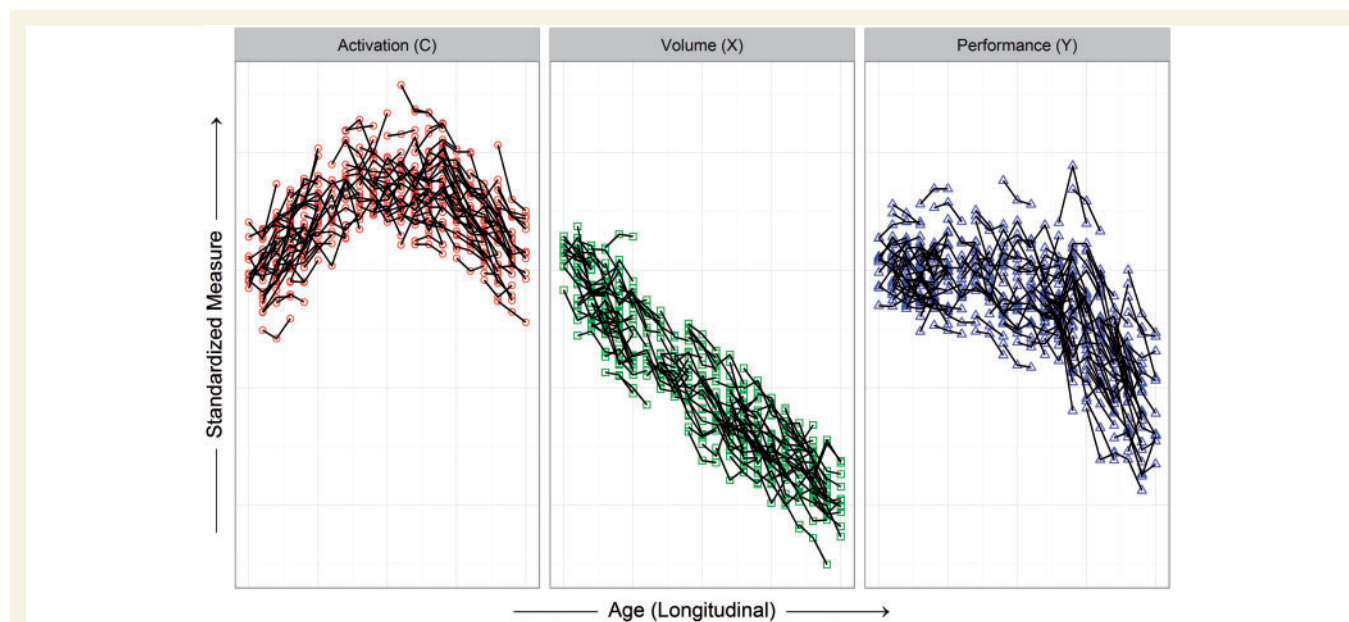 Activation (C)
Volume (X)
Performance (Y)
Standardized Measure
Age (Longitudinal)